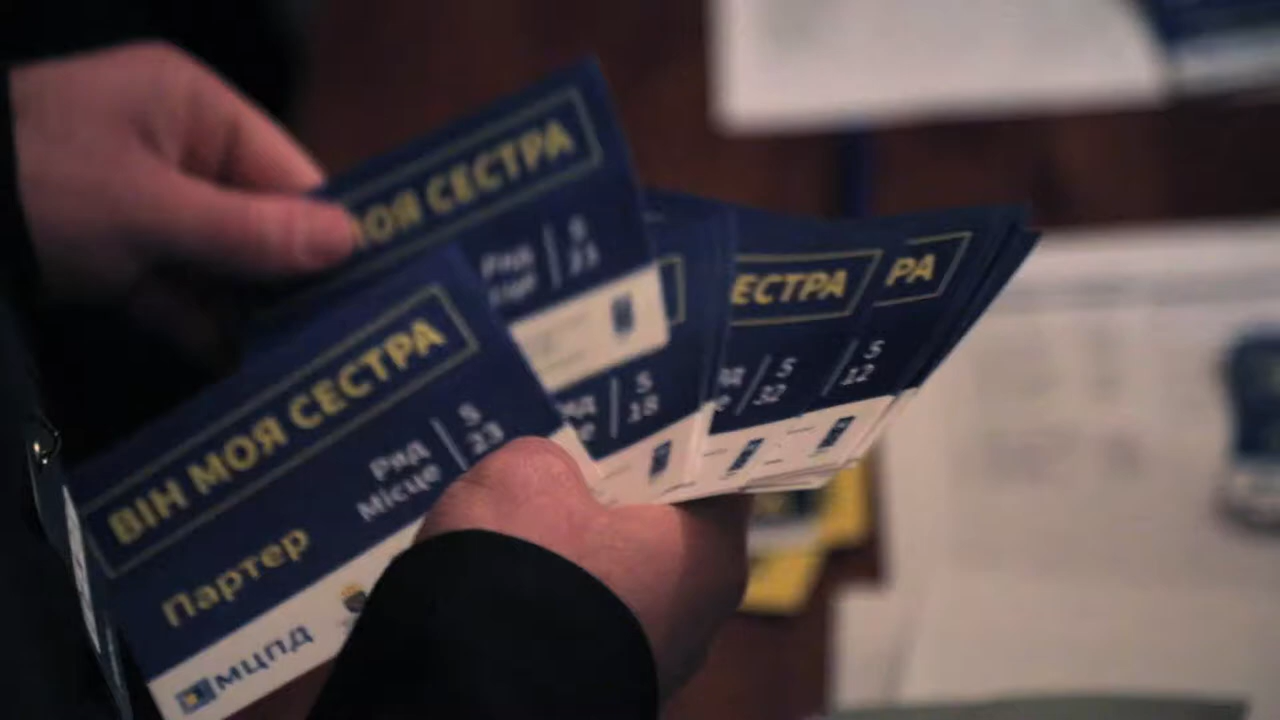 МОЯ СЕСТРА
Ряд
ЕСТРА
РА
5
12
5
32
5
18
ВІН МОЯ СЕСТРА
Ряд 5
Місце 23
Партер
МЦПД